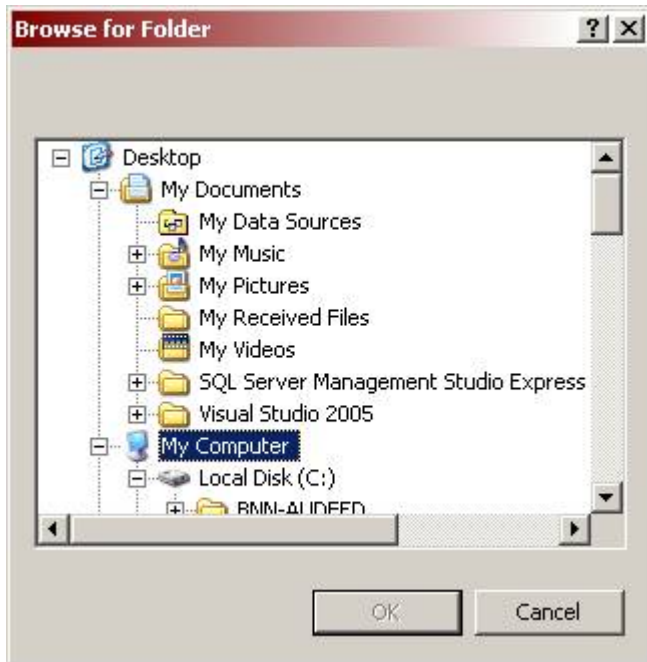 Browse for Folder
Desktop
My Documents
My Data Sources
My Music
My Pictures
My Received Files
My Videos
SQL Server Management Studio Express
Visual Studio 2005
My Computer
Local Disk (C:)
OK
Cancel